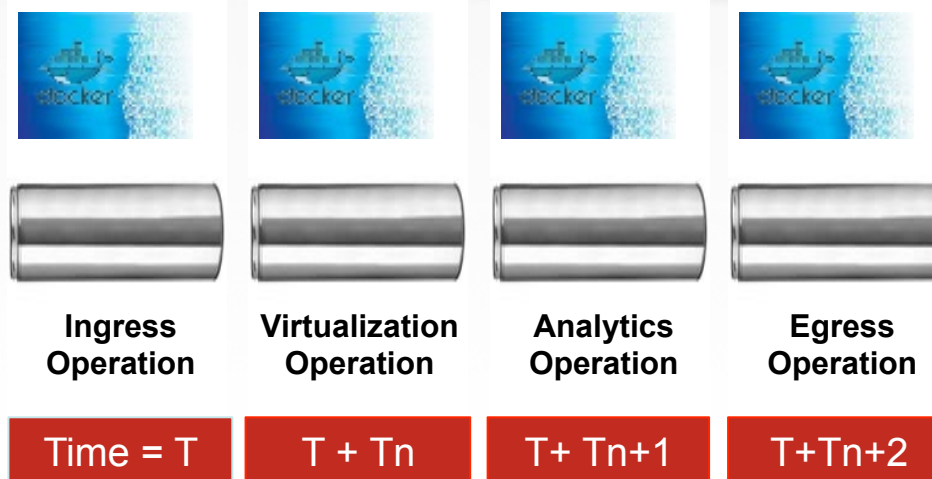 docker
docker
docker
docker
Ingress
Operation
Virtualization
Operation
Analytics
Operation
Egress
Operation
Time = T
T + Tn
T+ Tn+1
T+Tn+2